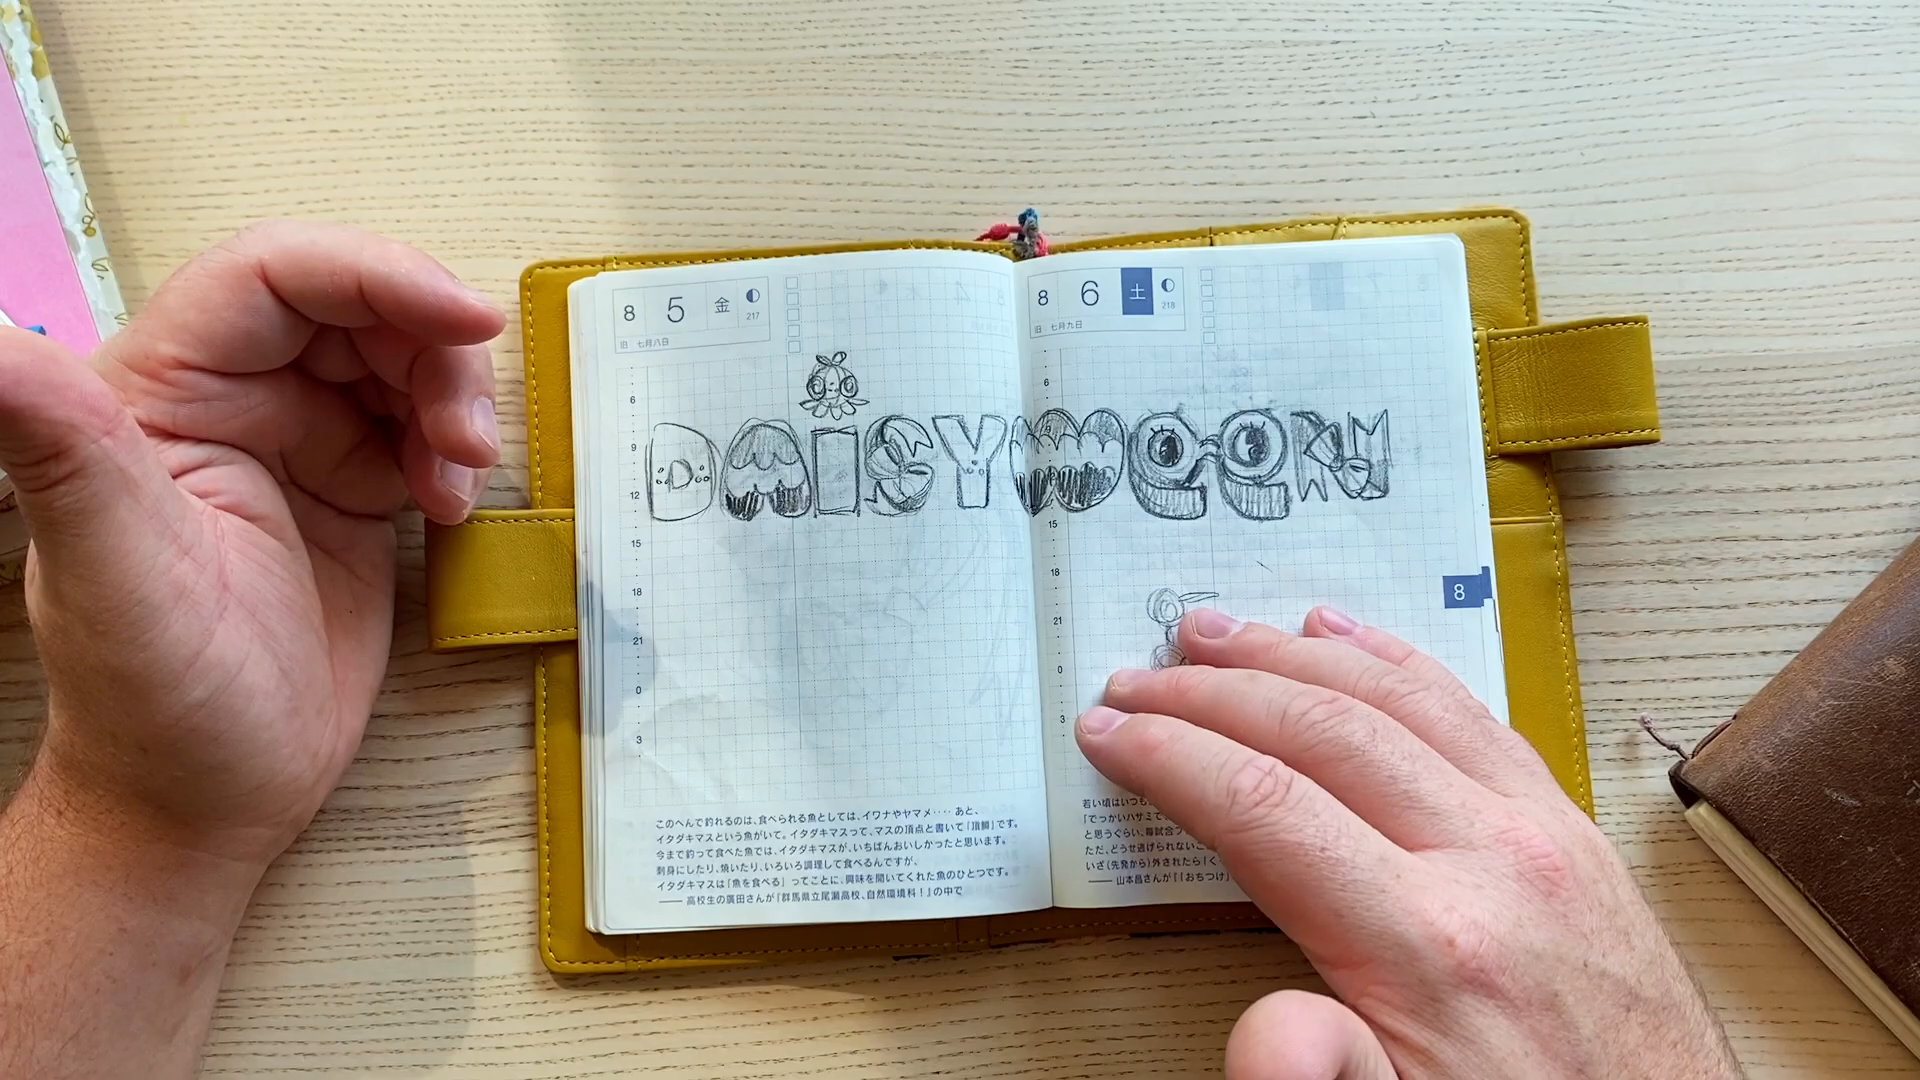 8 5 金
217
旧 七月八日
8 6 土
218
旧 七月九日
DAISYWEEN
6
9
12
15
18
21
0
3
6
9
12
15
18
21
0
3
8
このへんで釣れるのは、食べられる魚としては、イワナやヤマメ‥‥あと、
イタダキマスという魚がいて。イタダキマスって、マスの頂点と書いて「頂鱒」です。
今まで釣って食べた魚では、イタダキマスが、いちばんおいしかったと思います。
刺身にしたり、焼いたり、いろいろ調理して食べるんですが、
イタダキマスは「魚を食べる」ってことに、興味を開いてくれた魚のひとつです。
—— 高校生の廣田さんが『群馬県立尾瀬高校、自然環境科！』の中で
若い頃はいつも
「でっかいハサミで
と思うぐらい、毎試合プ
ただ、どうせ逃げられないこ
いざ(先発から)外されたら「く
—— 山本昌さんが『「おちつけ」